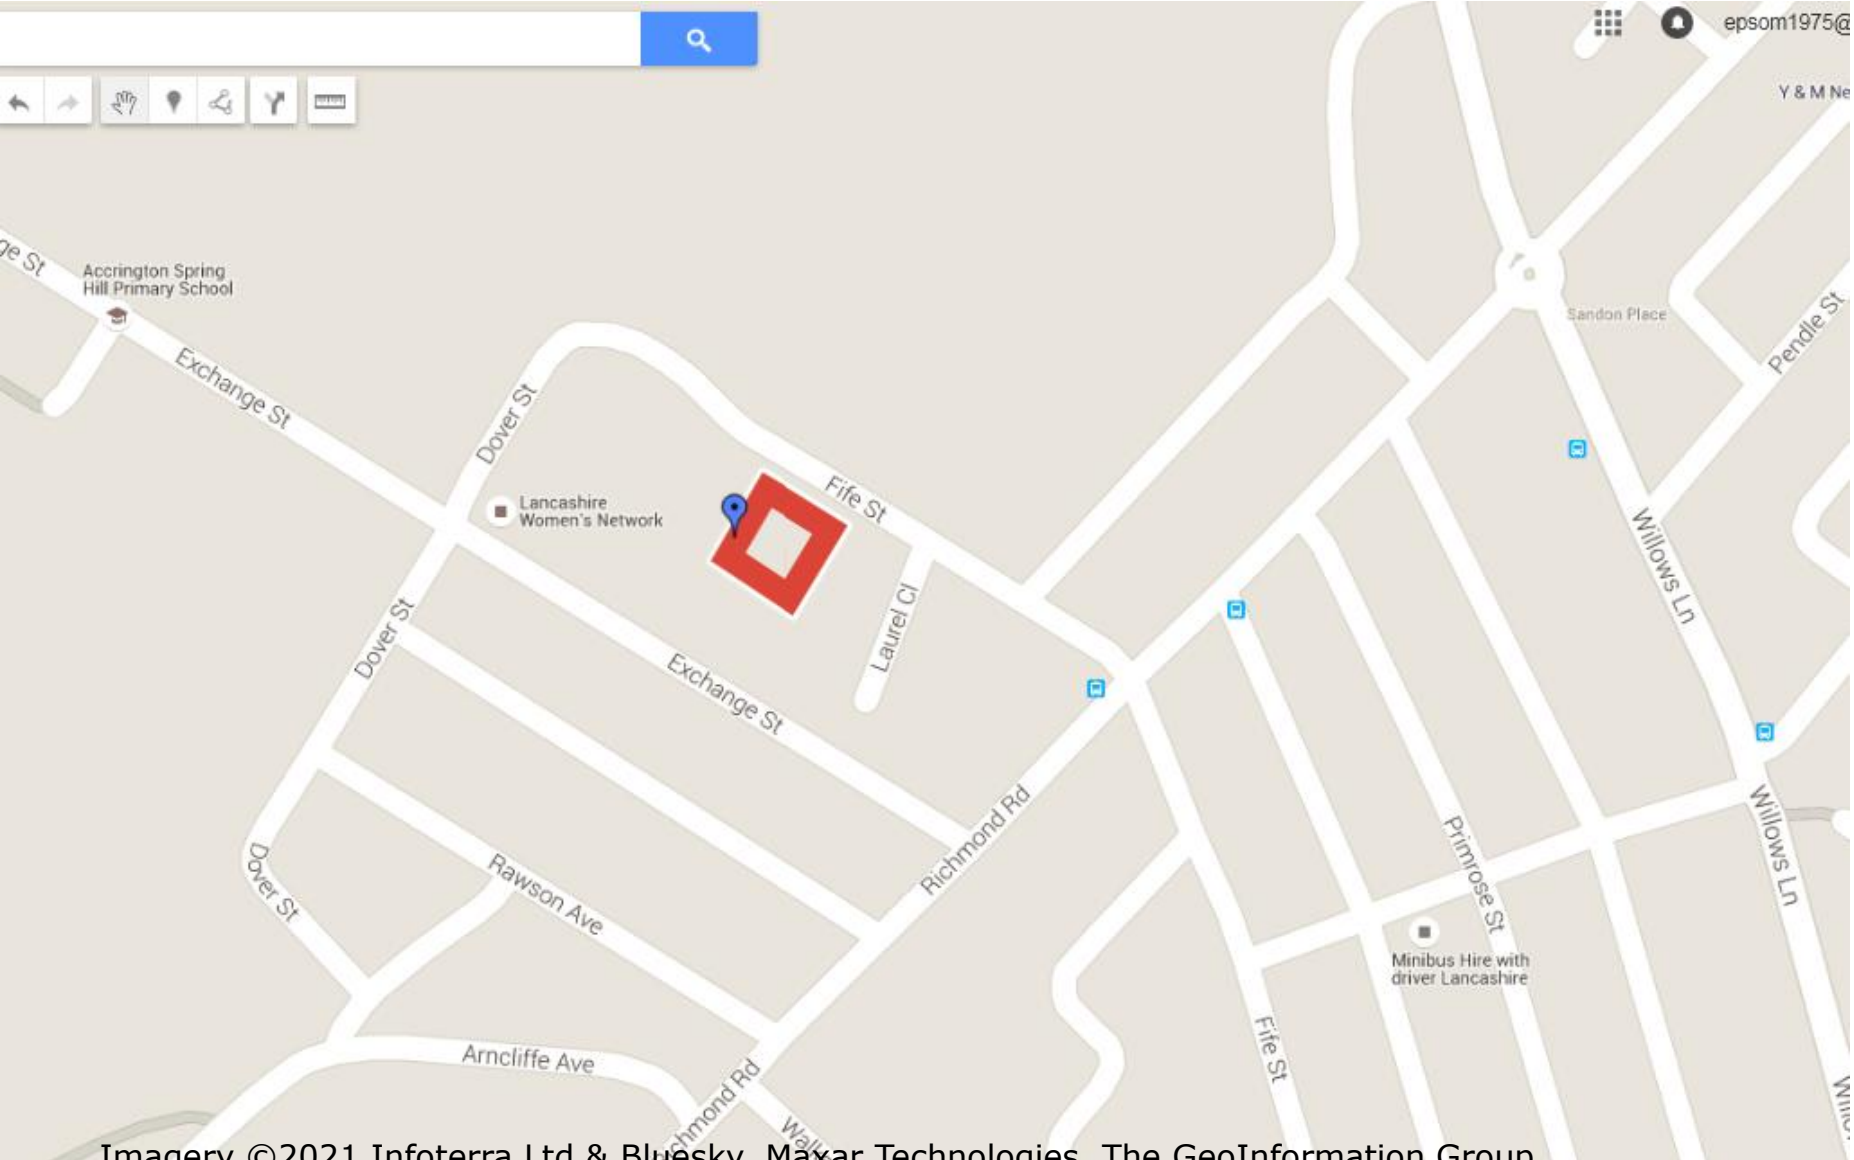 epsom1975@
Y & M Ne
ge St
Accrington Spring
Hill Primary School
Sandon Place
Pendle St
Exchange St
Dover St
Lancashire
Women's Network
Fife St
Willows Ln
Laurel Cl
Dover St
Exchange St
Richmond Rd
Willows Ln
Primrose St
Dover St
Rawson Ave
Minibus Hire with
driver Lancashire
Fife St
Arncliffe Ave
chmond Rd
Imagery ©2021 Infoterra Ltd & Bluesky, Maxar Technologies, The GeoInformation Group